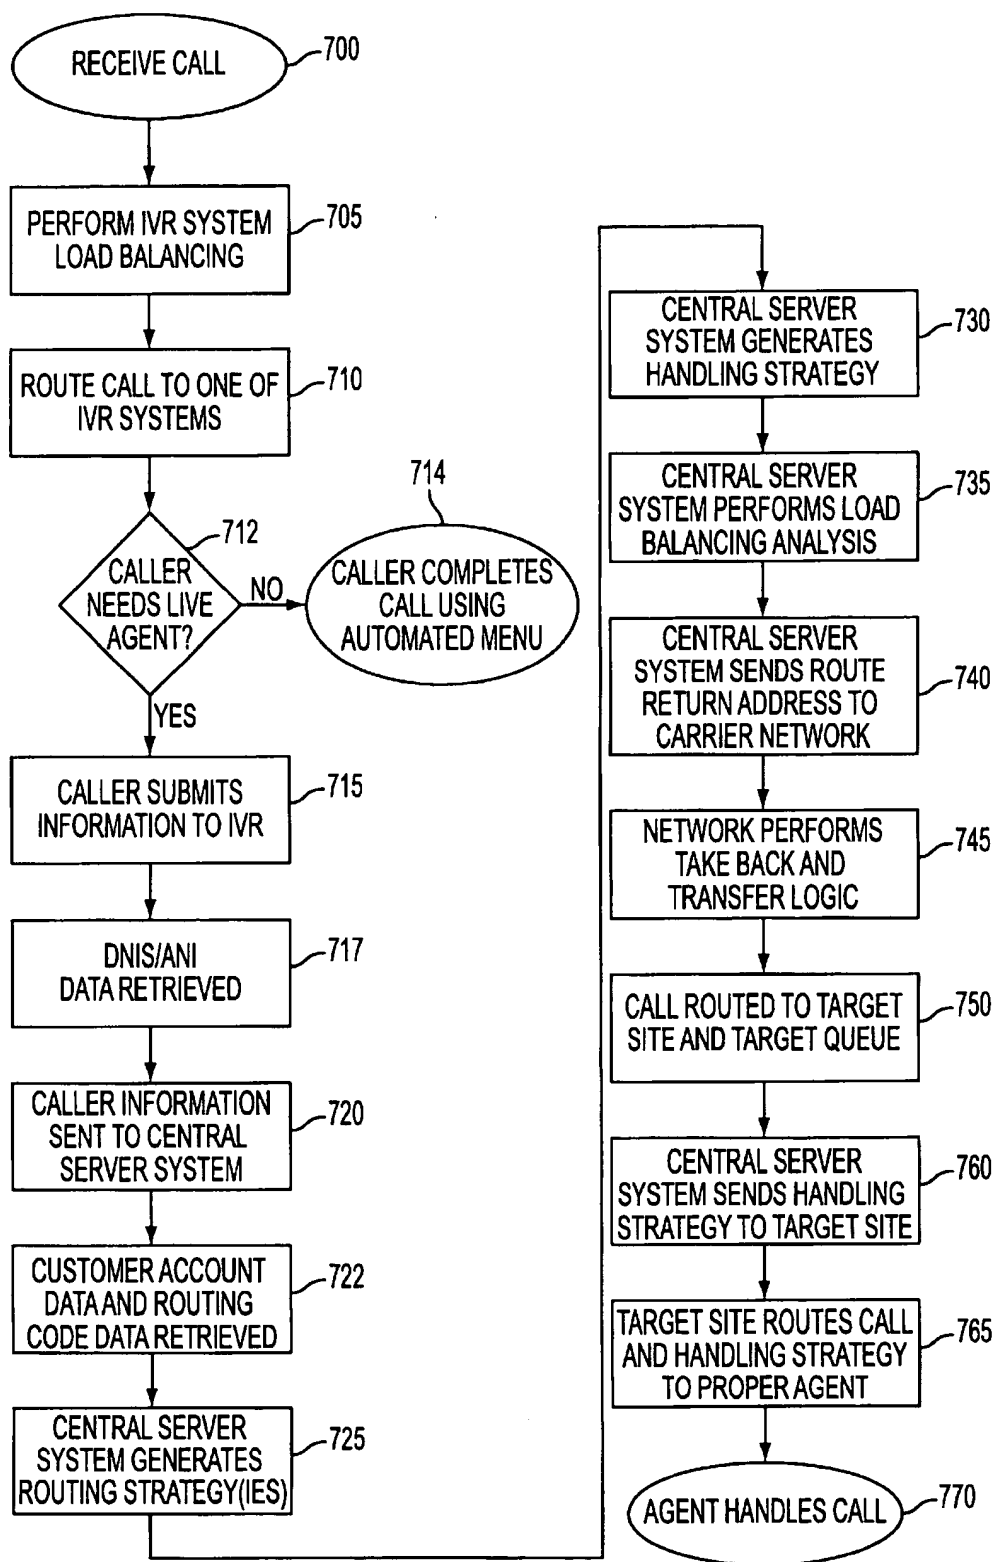 RECEIVE CALL
700
PERFORM IVR SYSTEM
LOAD BALANCING
705
ROUTE CALL TO ONE OF
IVR SYSTEMS
710
CALLER
NEEDS LIVE
AGENT?
712
NO
714
CALLER COMPLETES
CALL USING
AUTOMATED MENU
YES
CALLER SUBMITS
INFORMATION TO IVR
715
DNIS/ANI
DATA RETRIEVED
717
CALLER INFORMATION
SENT TO CENTRAL
SERVER SYSTEM
720
CUSTOMER ACCOUNT
DATA AND ROUTING
CODE DATA RETRIEVED
722
CENTRAL SERVER
SYSTEM GENERATES
ROUTING STRATEGY(IES)
725
CENTRAL SERVER
SYSTEM GENERATES
HANDLING STRATEGY
730
CENTRAL SERVER
SYSTEM PERFORMS LOAD
BALANCING ANALYSIS
735
CENTRAL SERVER
SYSTEM SENDS ROUTE
RETURN ADDRESS TO
CARRIER NETWORK
740
NETWORK PERFORMS
TAKE BACK AND
TRANSFER LOGIC
745
CALL ROUTED TO TARGET
SITE AND TARGET QUEUE
750
CENTRAL SERVER
SYSTEM SENDS HANDLING
STRATEGY TO TARGET SITE
760
TARGET SITE ROUTES CALL
AND HANDLING STRATEGY
TO PROPER AGENT
765
AGENT HANDLES CALL
770